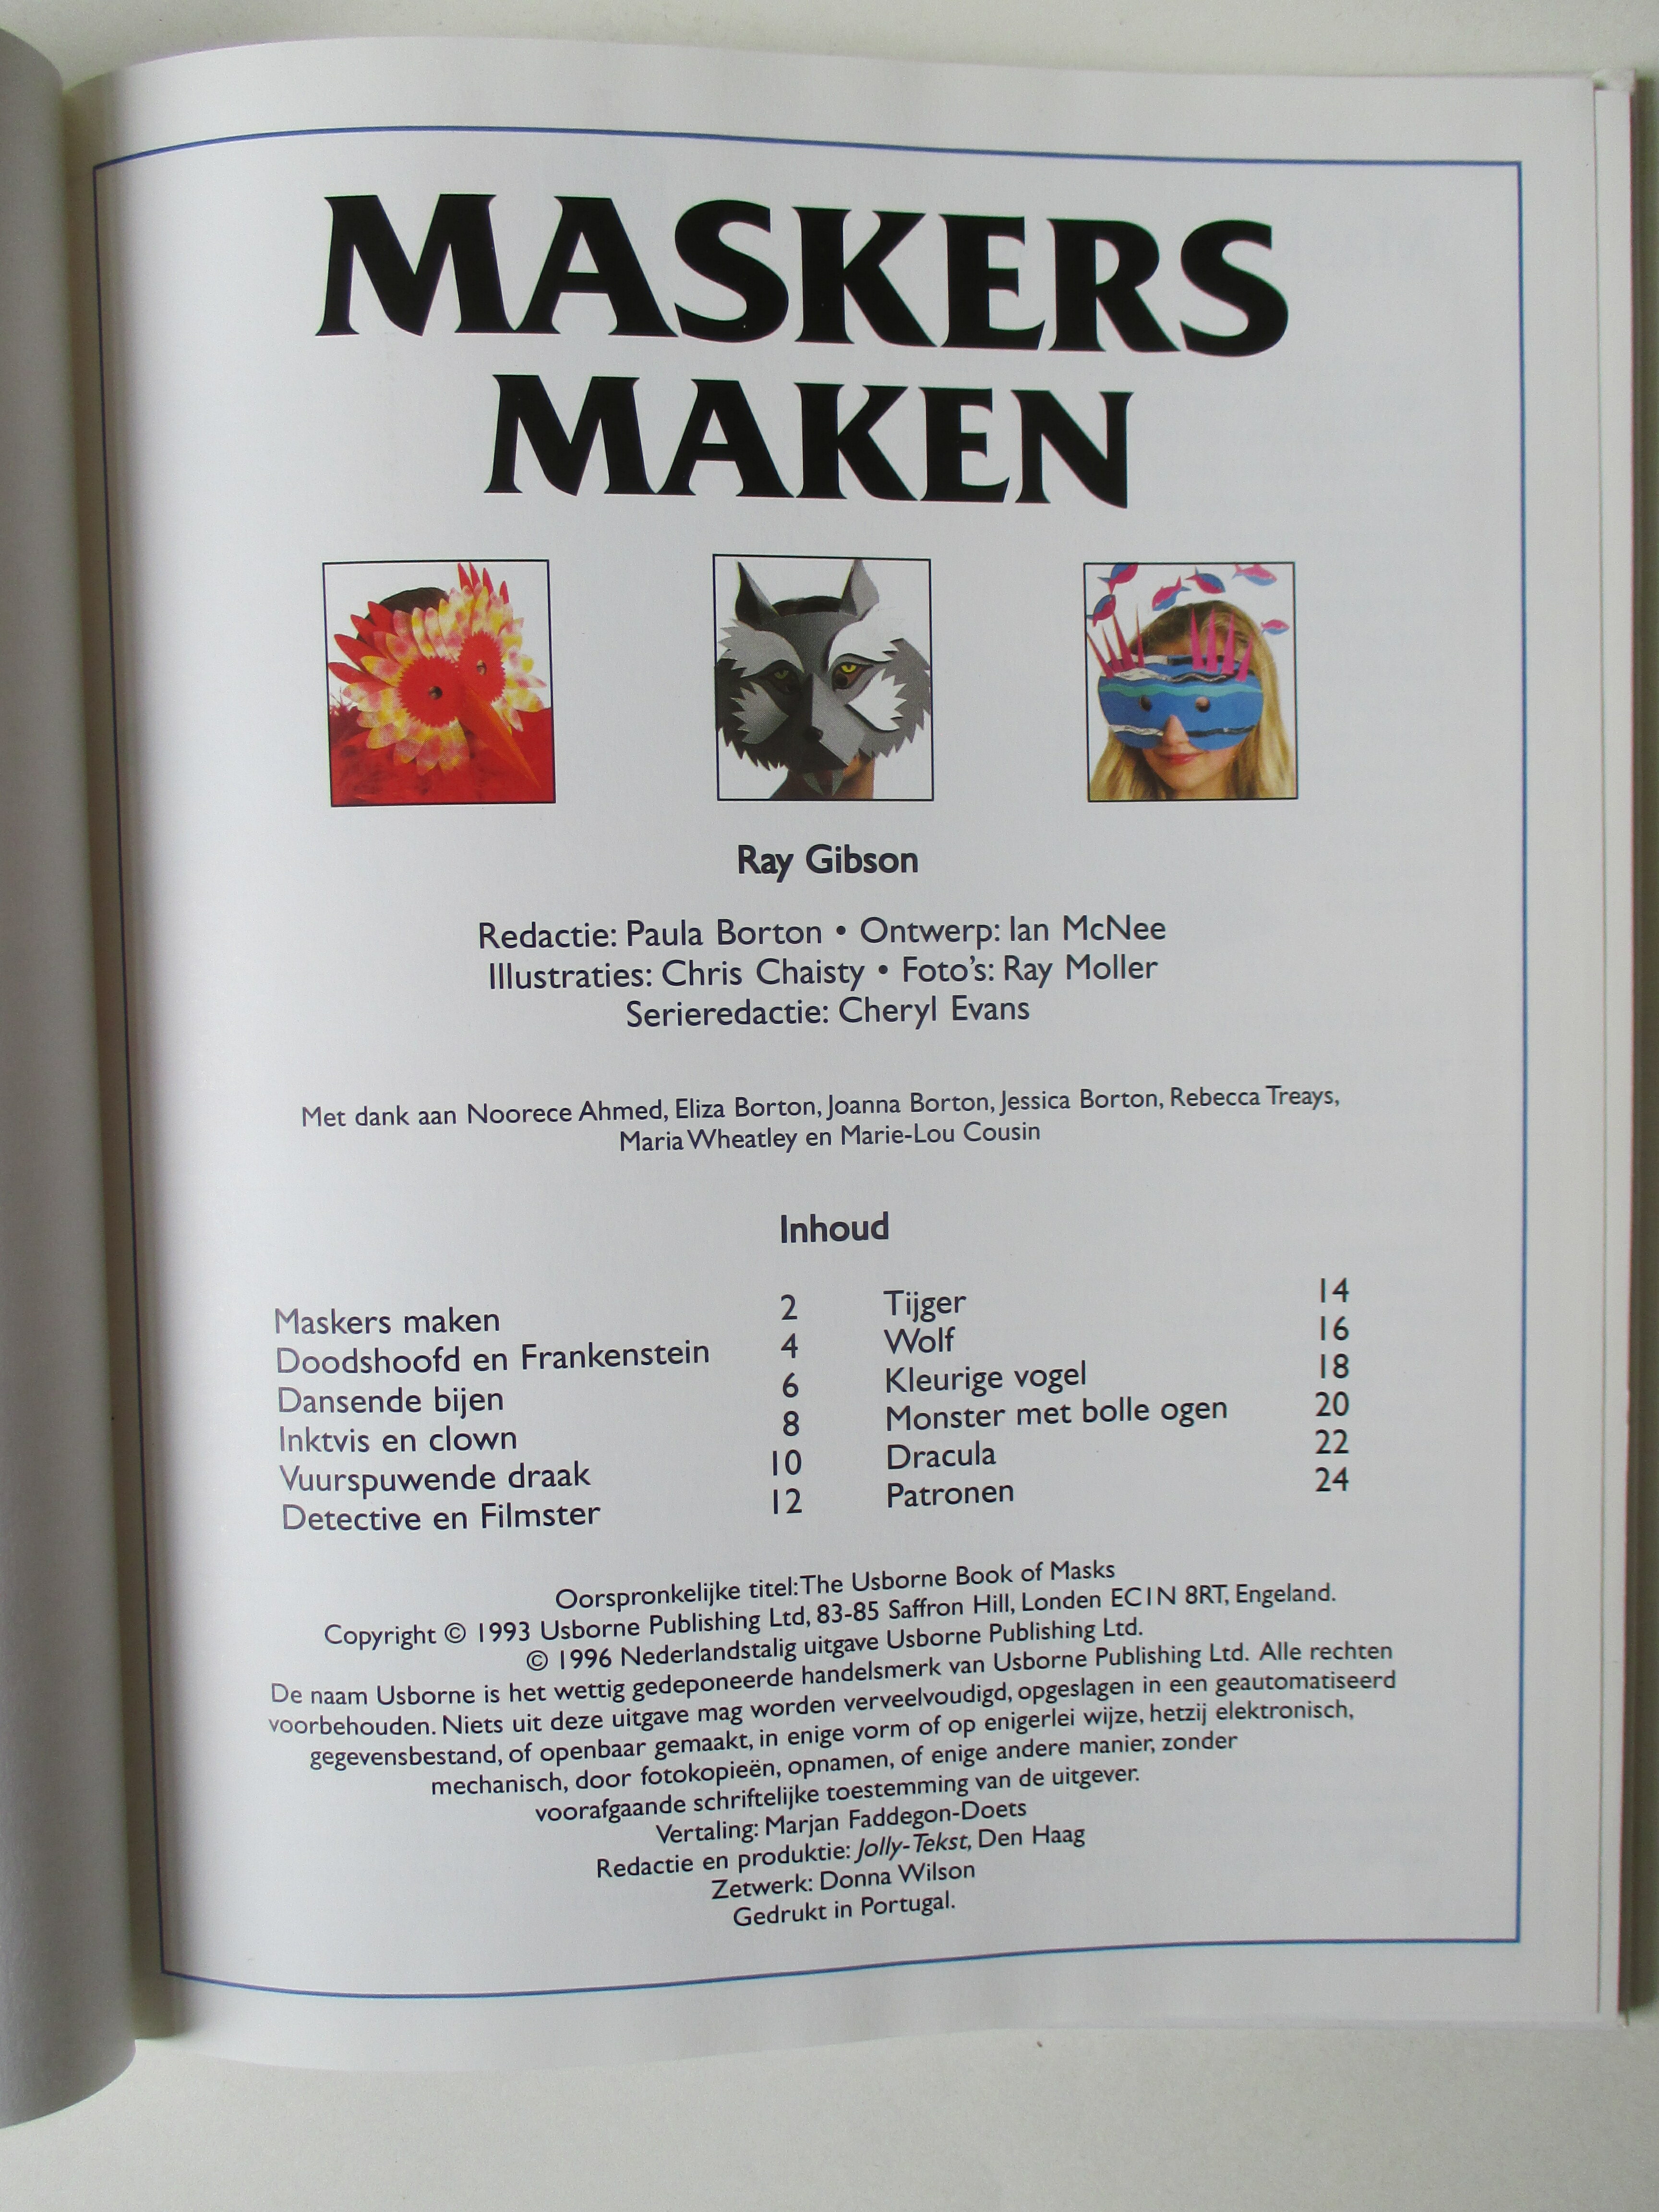 MASKERS
MAKEN
Ray Gibson
Redactie: Paula Borton • Ontwerp: Ian McNee
Illustraties: Chris Chaisty • Foto's: Ray Moller
Serieredactie: Cheryl Evans
Met dank aan Noorece Ahmed, Eliza Borton, Joanna Borton, Jessica Borton, Rebecca Treays,
Maria Wheatley en Marie-Lou Cousin
Inhoud
Maskers maken 2
Doodshoofd en Frankenstein 4
Dansende bijen 6
Inktvis en clown 8
Vuurspuwende draak 10
Detective en Filmster 12
Tijger 14
Wolf 16
Kleurige vogel 18
Monster met bolle ogen 20
Dracula 22
Patronen 24
Oorspronkelijke titel: The Usborne Book of Masks
Copyright © 1993 Usborne Publishing Ltd, 83-85 Saffron Hill, Londen EC1N 8RT, Engeland.
© 1996 Nederlandstalig uitgave Usborne Publishing Ltd.
De naam Usborne is het wettig gedeponeerde handelsmerk van Usborne Publishing Ltd. Alle rechten
voorbehouden. Niets uit deze uitgave mag worden verveelvoudigd, opgeslagen in een geautomatiseerd
gegevensbestand, of openbaar gemaakt, in enige vorm of op enigerlei wijze, hetzij elektronisch,
mechanisch, door fotokopieën, opnamen, of enige andere manier, zonder
voorafgaande schriftelijke toestemming van de uitgever.
Vertaling: Marjan Faddegon-Doets
Redactie en produktie: Jolly-Tekst, Den Haag
Zetwerk: Donna Wilson
Gedrukt in Portugal.